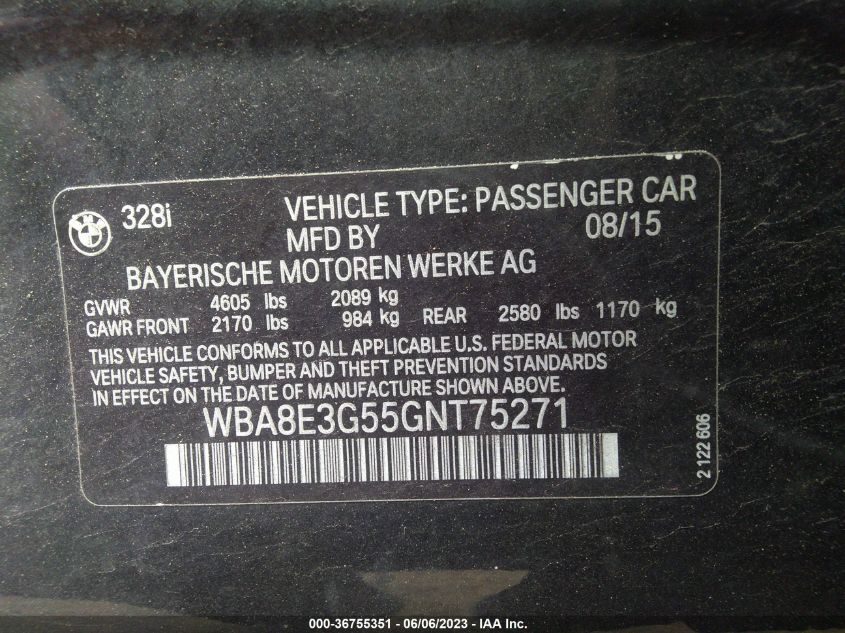 328i VEHICLE TYPE: PASSENGER CAR
MFD BY 08/15
BAYERISCHE MOTOREN WERKE AG
GVWR 4605 lbs 2089 kg
GAWR FRONT 2170 lbs 984 kg REAR 2580 lbs 1170 kg
THIS VEHICLE CONFORMS TO ALL APPLICABLE U.S. FEDERAL MOTOR
VEHICLE SAFETY, BUMPER AND THEFT PREVENTION STANDARDS
IN EFFECT ON THE DATE OF MANUFACTURE SHOWN ABOVE.
WBA8E3G55GNT75271
2 122 606
000-36755351 - 06/06/2023 - IAA Inc.